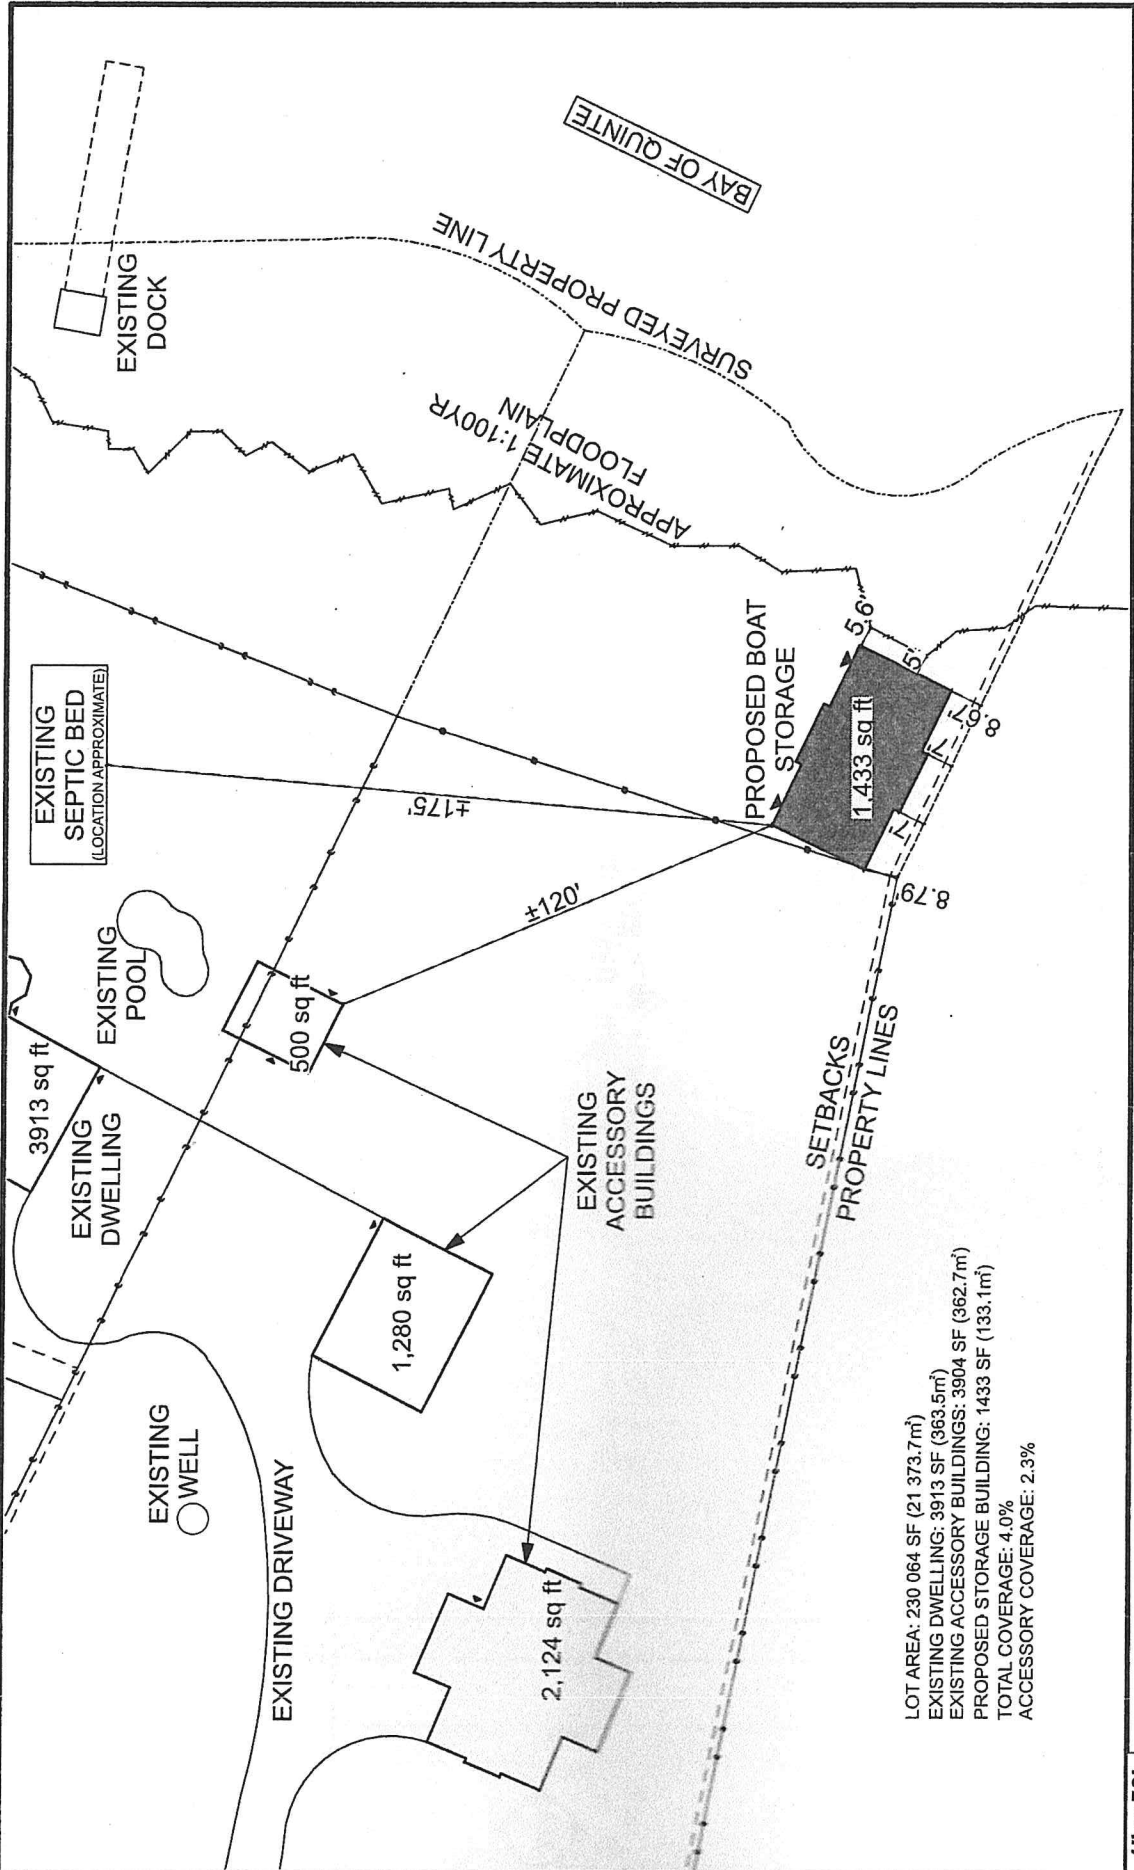 EXISTING
DOCK
BAY OF QUINTE
SURVEYED PROPERTY LINE
APPROXIMATE 1:100YR
FLOODPLAIN
EXISTING
SEPTIC BED
(LOCATION APPROXIMATE)
±175'
±120'
PROPOSED BOAT
STORAGE
1,433 sq ft
5.6'
5'
8.67'
7'
7'
8.79'
EXISTING
POOL
3913 sq ft
EXISTING
DWELLING
500 sq ft
EXISTING
ACCESSORY
BUILDINGS
1,280 sq ft
SETBACKS
PROPERTY LINES
EXISTING
WELL
EXISTING DRIVEWAY
2,124 sq ft
LOT AREA: 230 064 SF (21 373.7m²)
EXISTING DWELLING: 3913 SF (363.5m²)
EXISTING ACCESSORY BUILDINGS: 3904 SF (362.7m²)
PROPOSED STORAGE BUILDING: 1433 SF (133.1m²)
TOTAL COVERAGE: 4.0%
ACCESSORY COVERAGE: 2.3%